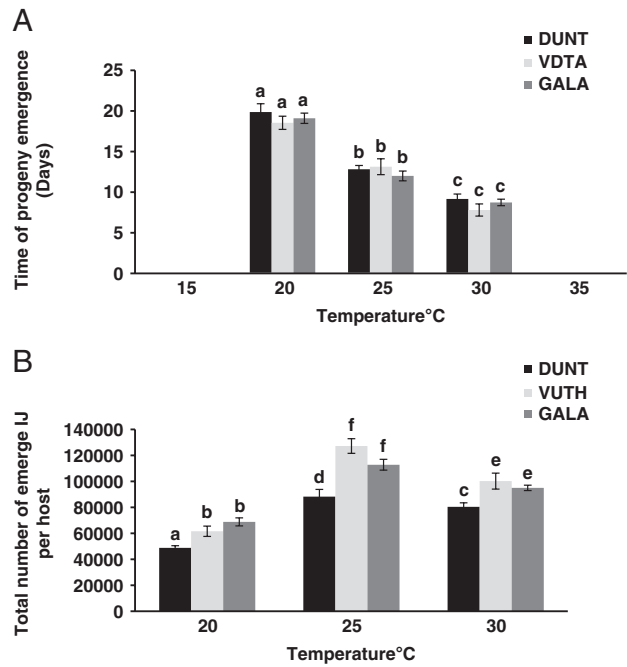 A
DUNT
VDTA
GALA
Time of progeny emergence
(Days)
25
20
15
10
5
0
a a a
b b b
c c c
15 20 25 30 35
Temperature°C
B
DUNT
VUTH
GALA
Total number of emerge IJ
per host
140000
120000
100000
80000
60000
40000
20000
0
a b b
d f f
c e e
20 25 30
Temperature°C